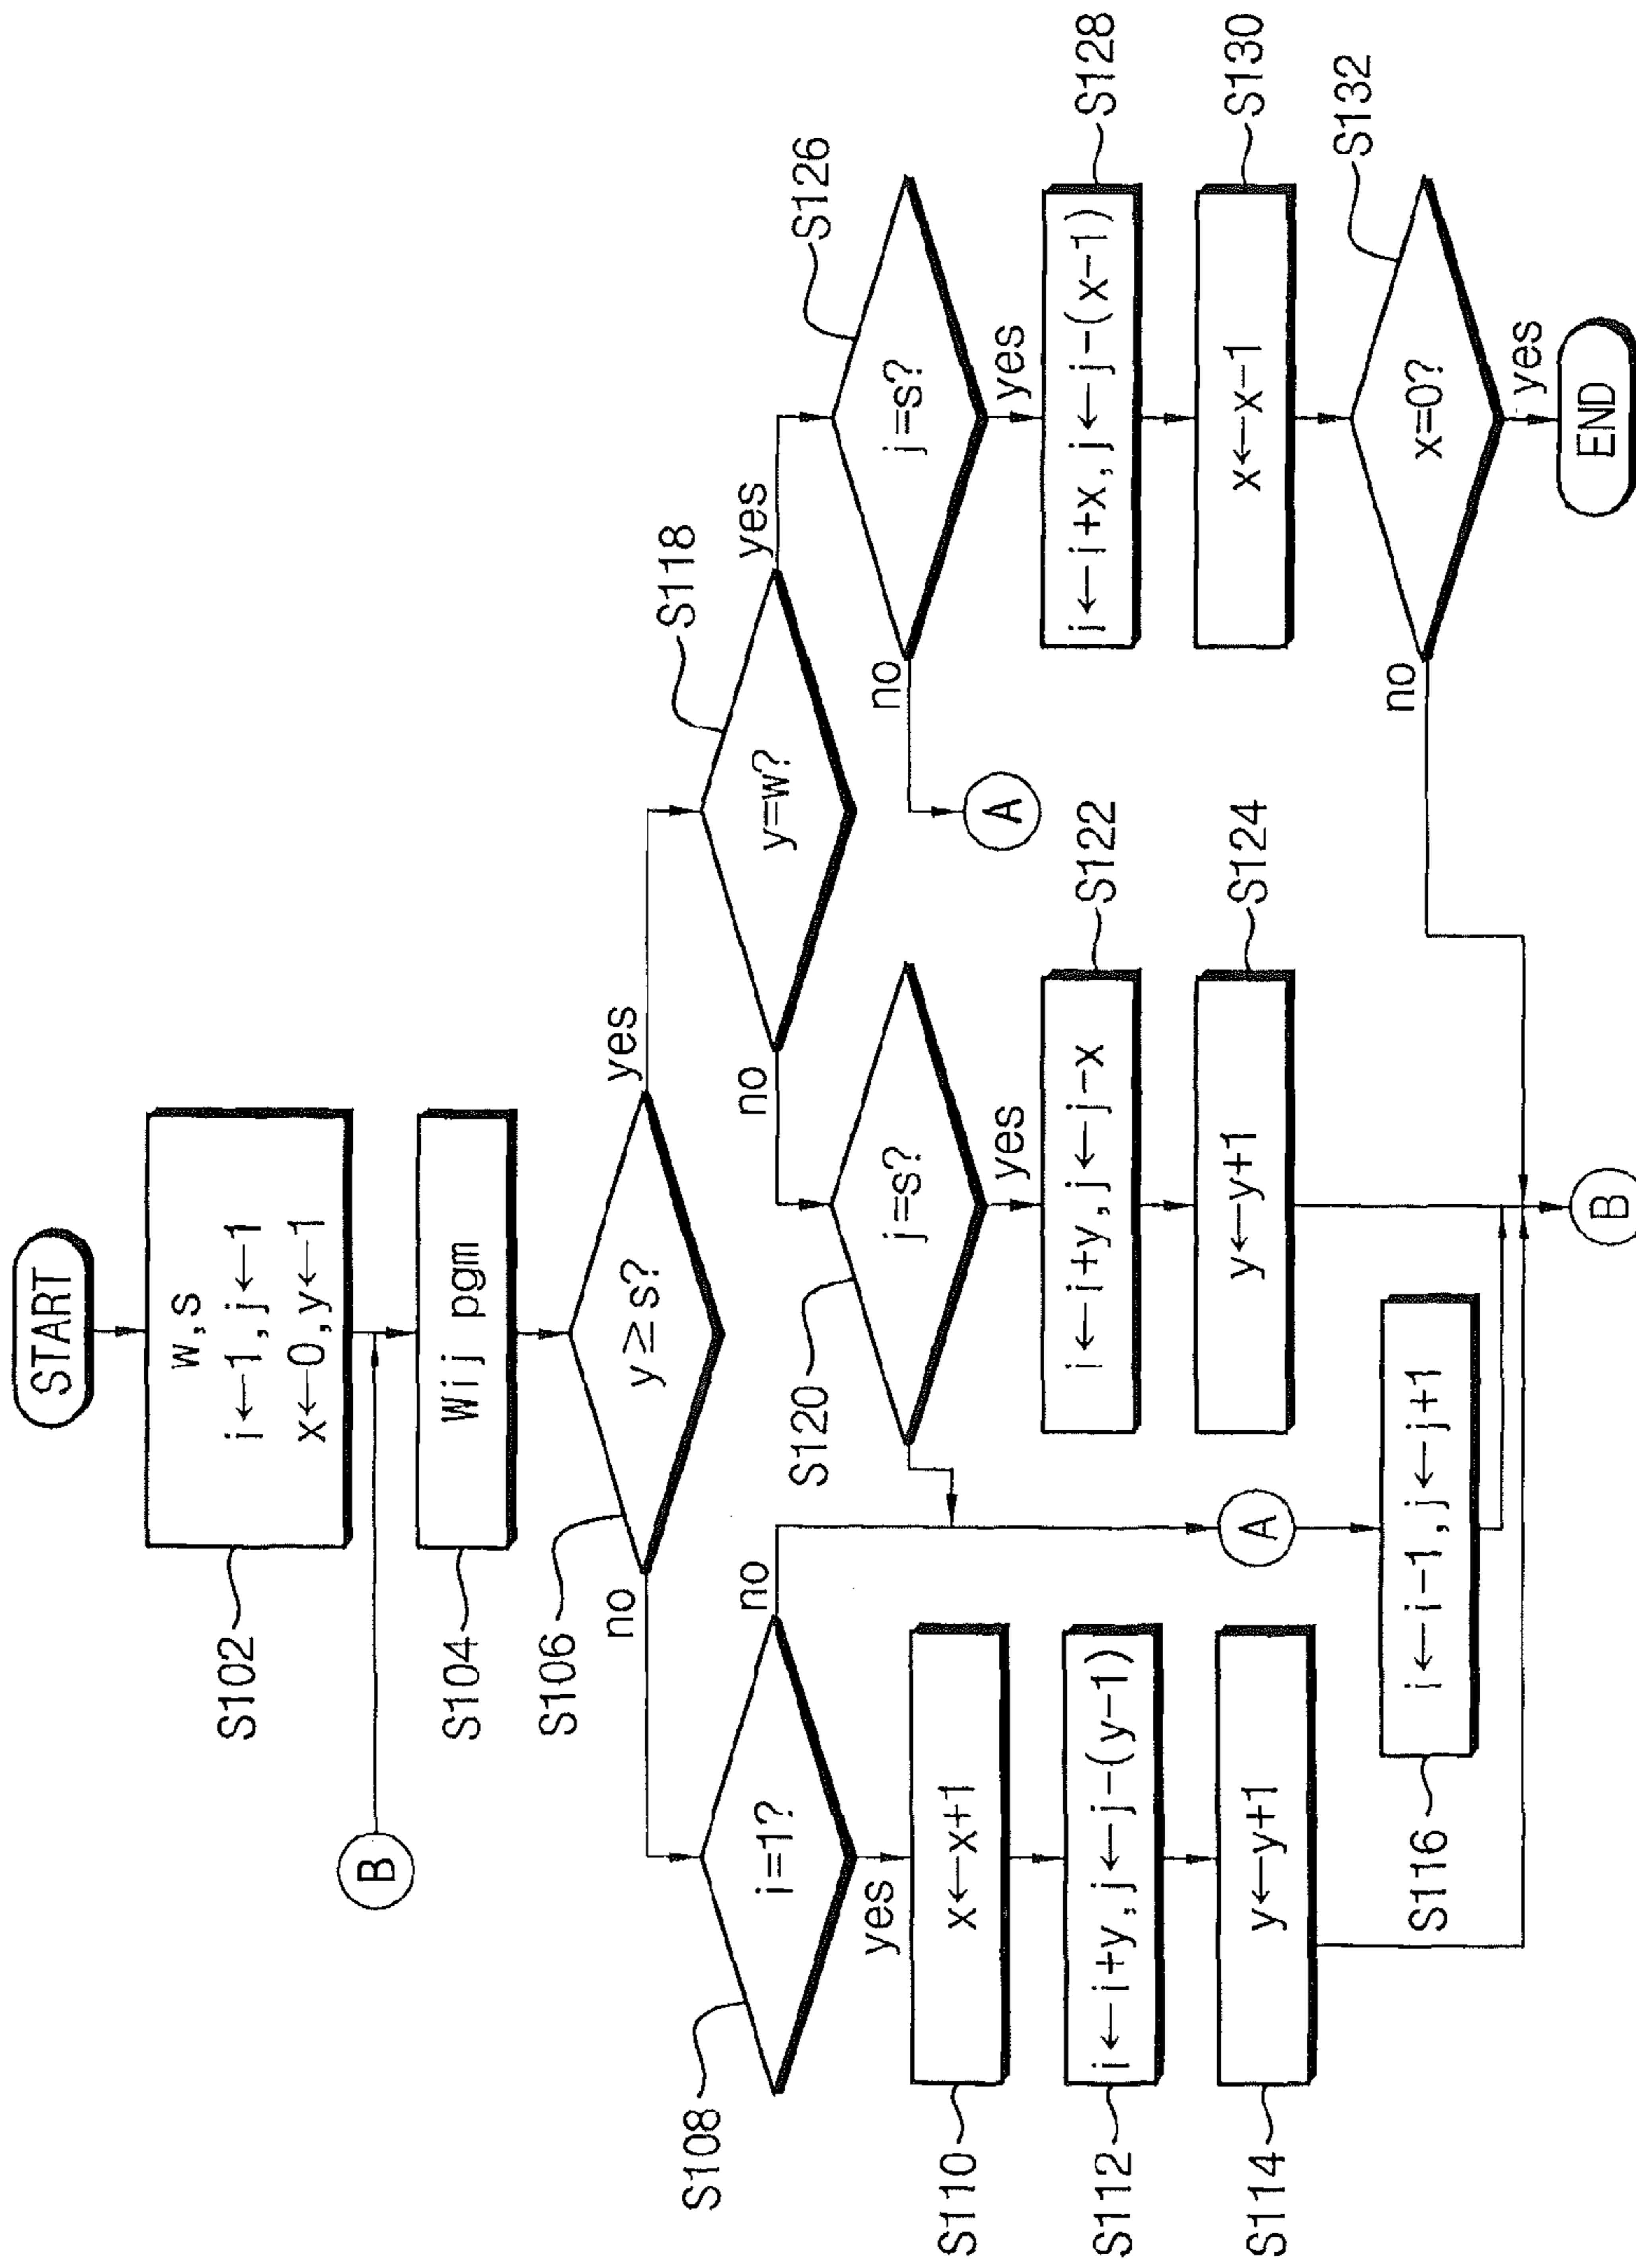 START
w,s
i←1,j←1
x←0,y←1
S102
B
Wij pgm
S104
y≥s?
S106
no
yes
i=1?
S108
no
yes
y=w?
S118
no
yes
x←x+1
S110
i←i+y,j←j-(y-1)
S112
y←y+1
S114
j=s?
S120
yes
i←i+y,j←j-x
S122
y←y+1
S124
A
i←i-1,j←j+1
S116
j=s?
S126
no
yes
A
i←i+x,j←j-(x-1)
S128
x←x-1
S130
x=0?
S132
no
yes
B
END